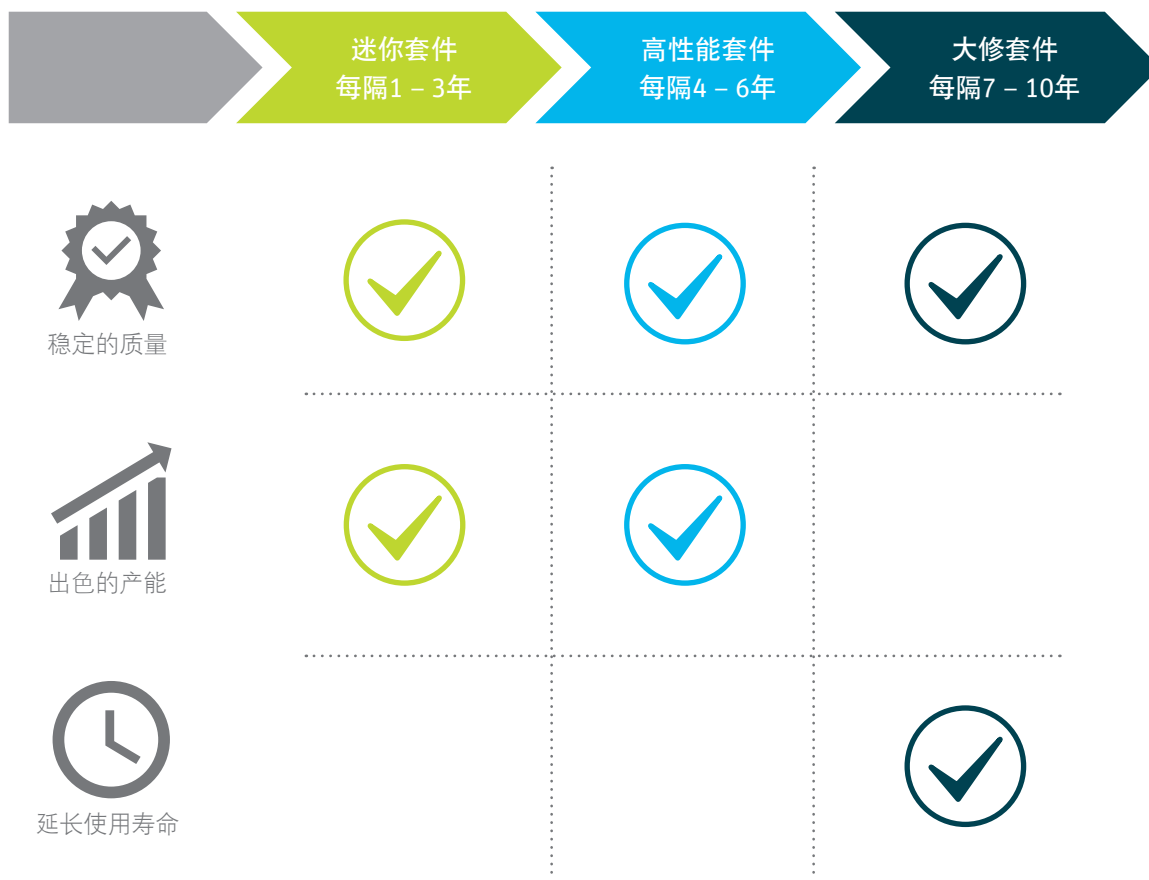 迷你套件
每隔1 – 3年
高性能套件
每隔4 – 6年
大修套件
每隔7 – 10年
稳定的质量
出色的产能
延长使用寿命